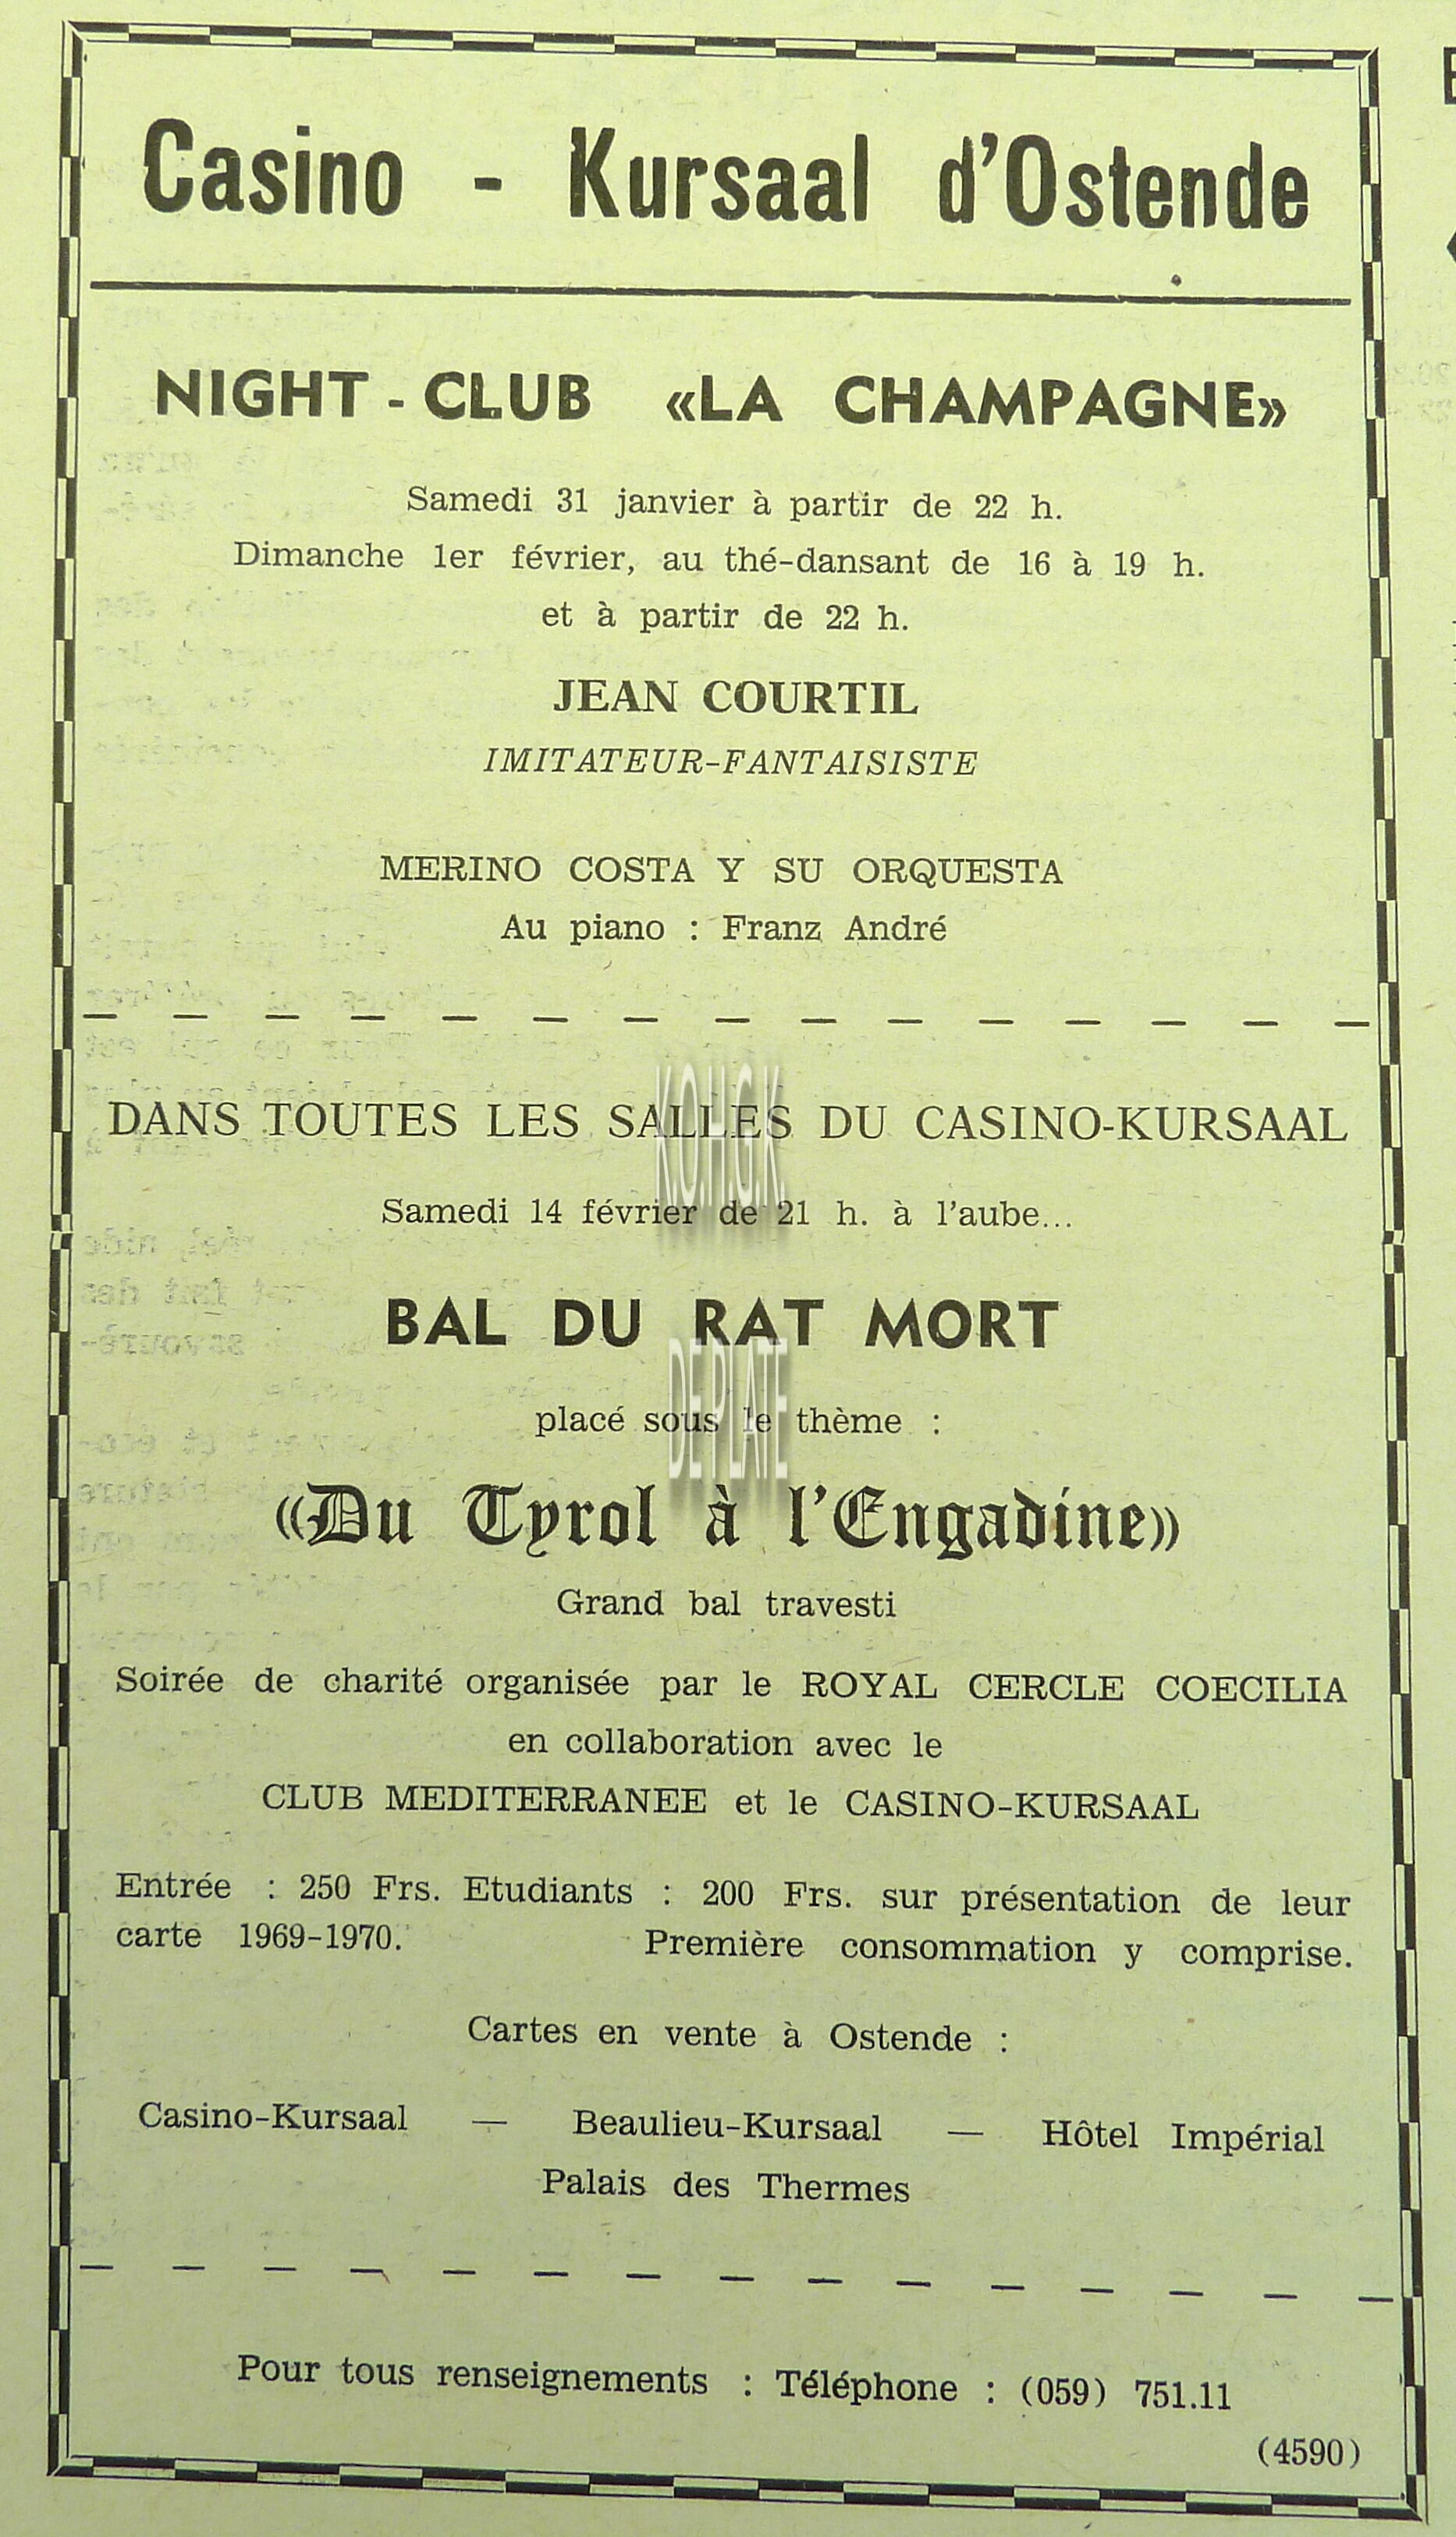 Casino - Kursaal d'Ostende
NIGHT - CLUB «LA CHAMPAGNE»
Samedi 31 janvier à partir de 22 h.
Dimanche 1er février, au thé-dansant de 16 à 19 h.
et à partir de 22 h.
JEAN COURTIL
IMITATEUR-FANTAISISTE
MERINO COSTA Y SU ORQUESTA
Au piano : Franz André
DANS TOUTES LES SALLES DU CASINO-KURSAAL
K.O.H.G.K.
Samedi 14 février de 21 h. à l'aube...
BAL DU RAT MORT
DE PLATE
placé sous le thème :
«Du Tyrol à l'Engadine»
Grand bal travesti
Soirée de charité organisée par le ROYAL CERCLE COECILIA
en collaboration avec le
CLUB MEDITERRANEE et le CASINO-KURSAAL
Entrée : 250 Frs. Etudiants : 200 Frs. sur présentation de leur
carte 1969-1970. Première consommation y comprise.
Cartes en vente à Ostende :
Casino-Kursaal — Beaulieu-Kursaal — Hôtel Impérial
Palais des Thermes
Pour tous renseignements : Téléphone : (059) 751.11
(4590)